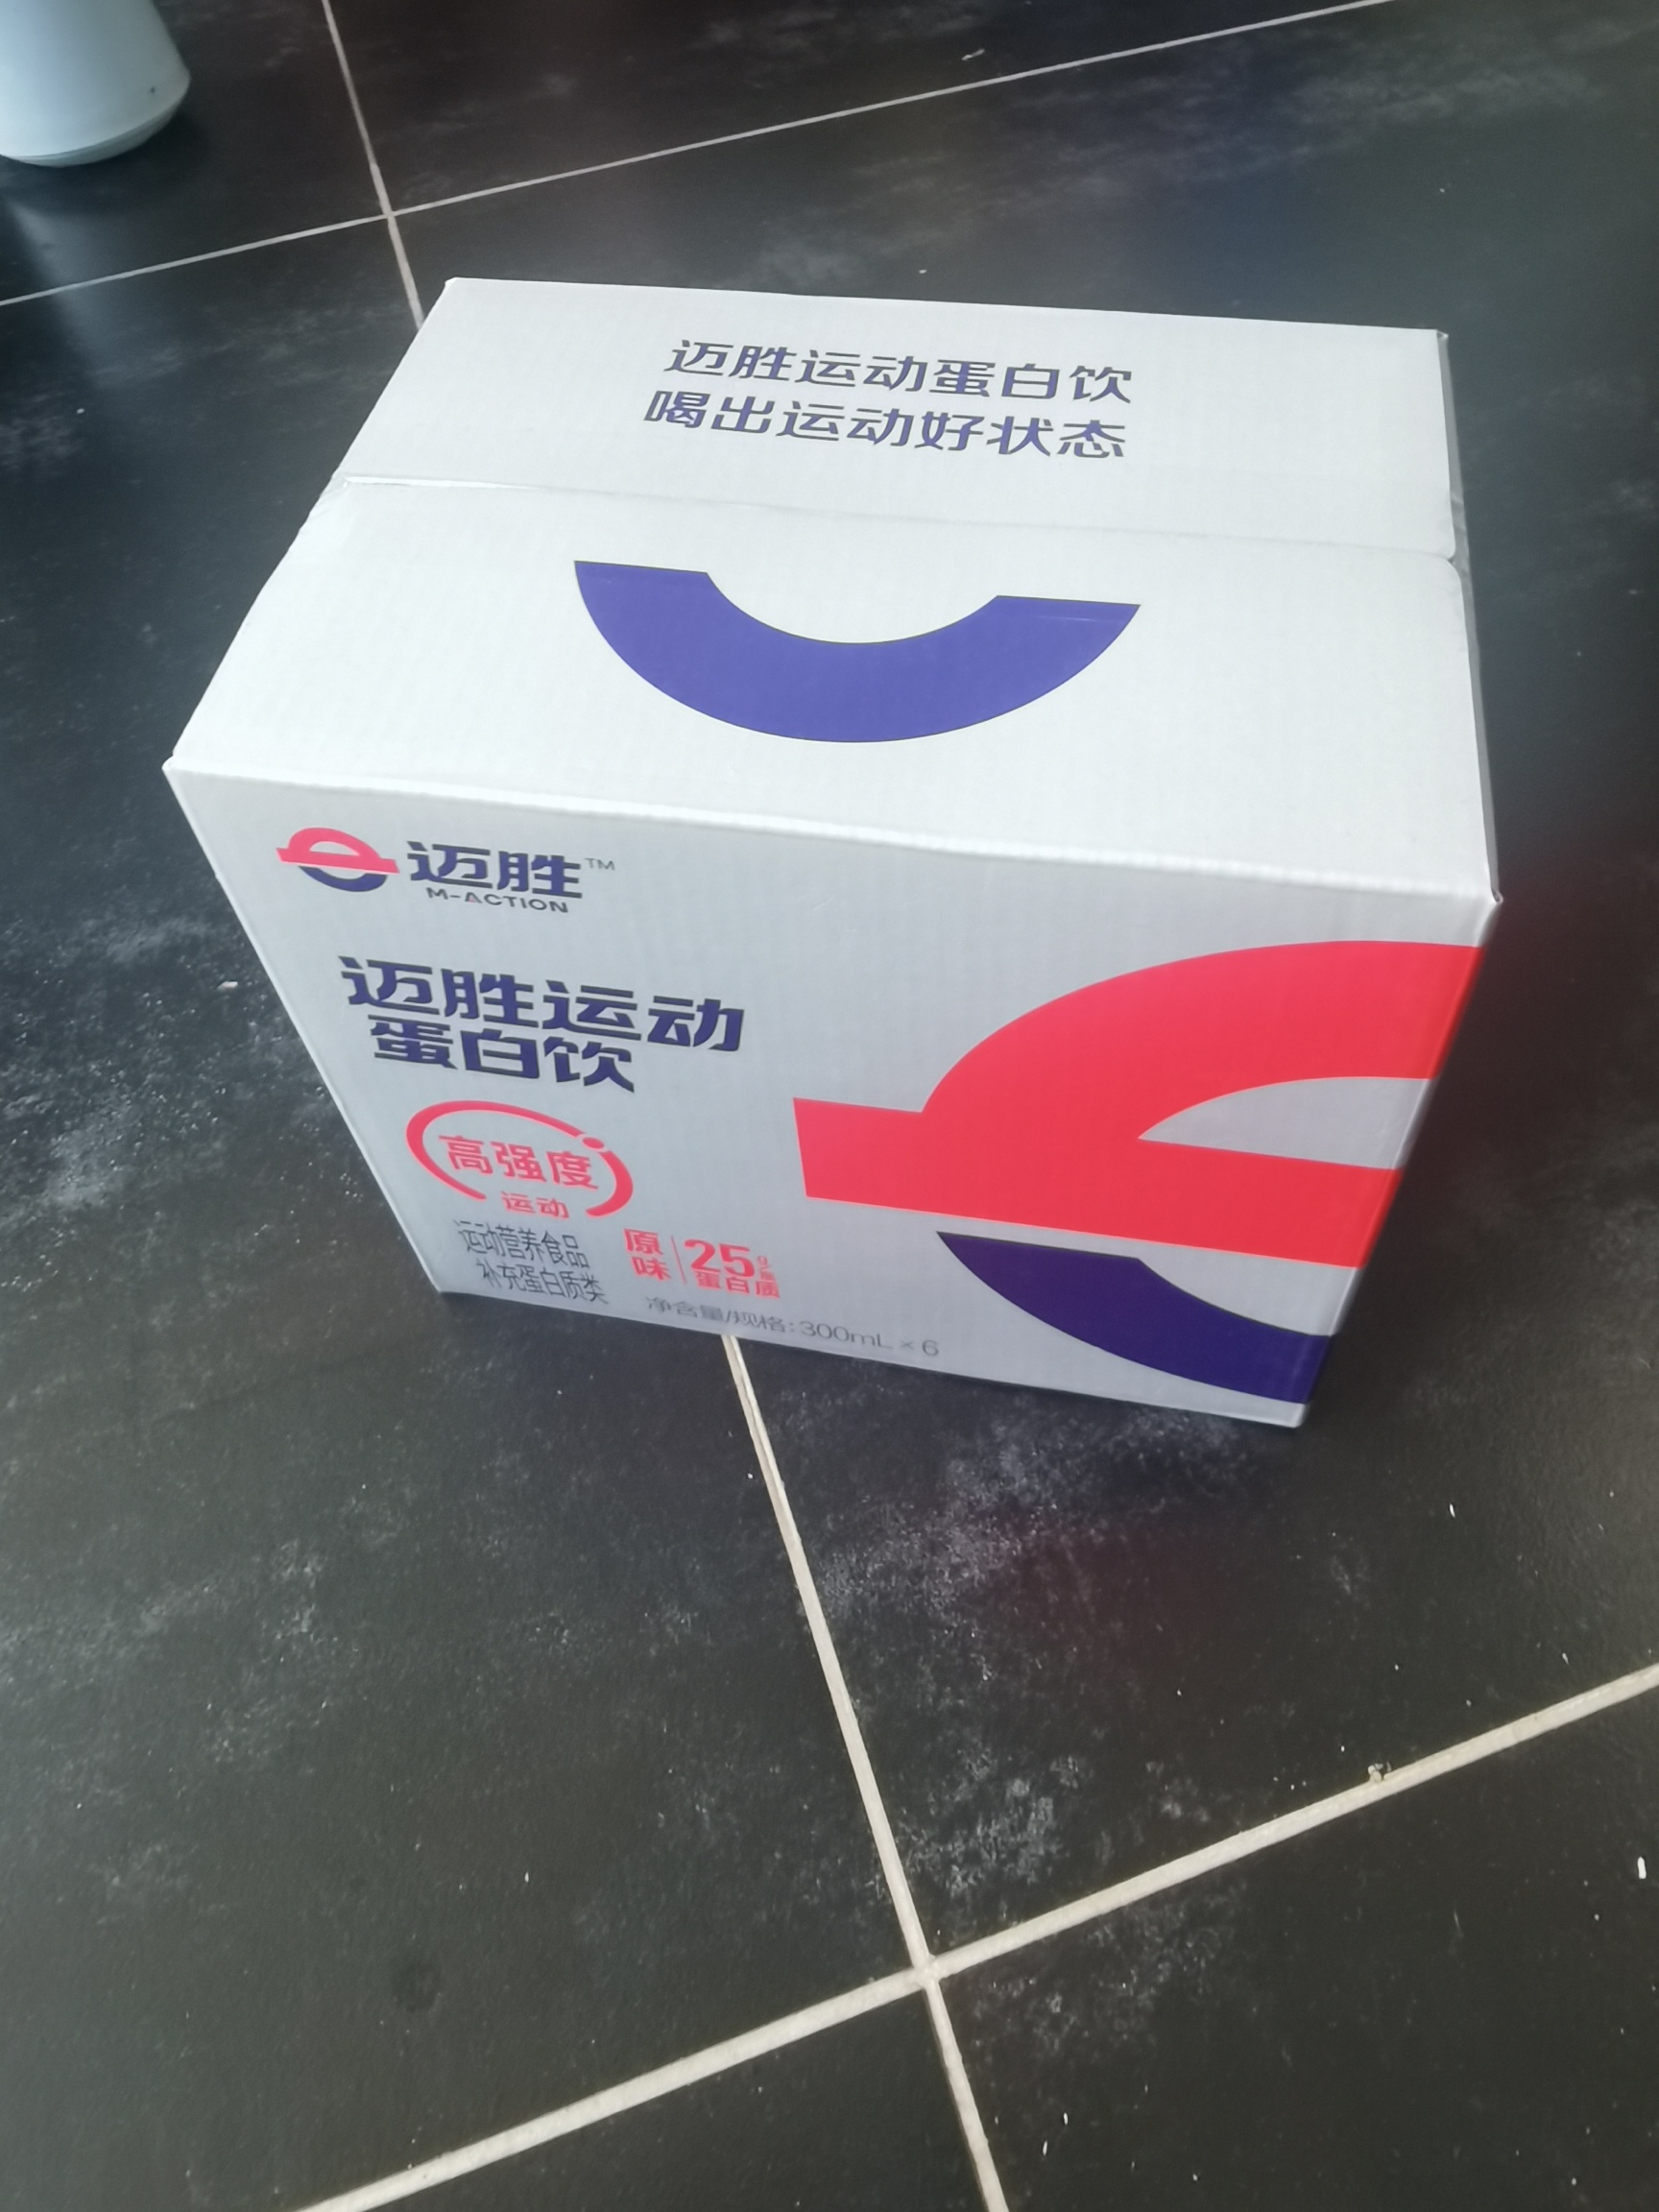 迈胜运动蛋白饮
喝出运动好状态
迈胜™
M-ACTION
迈胜运动
蛋白饮
高强度
运动
运动营养食品
补充蛋白质类
原味
25g/瓶
蛋白质
净含量/规格:300mL×6